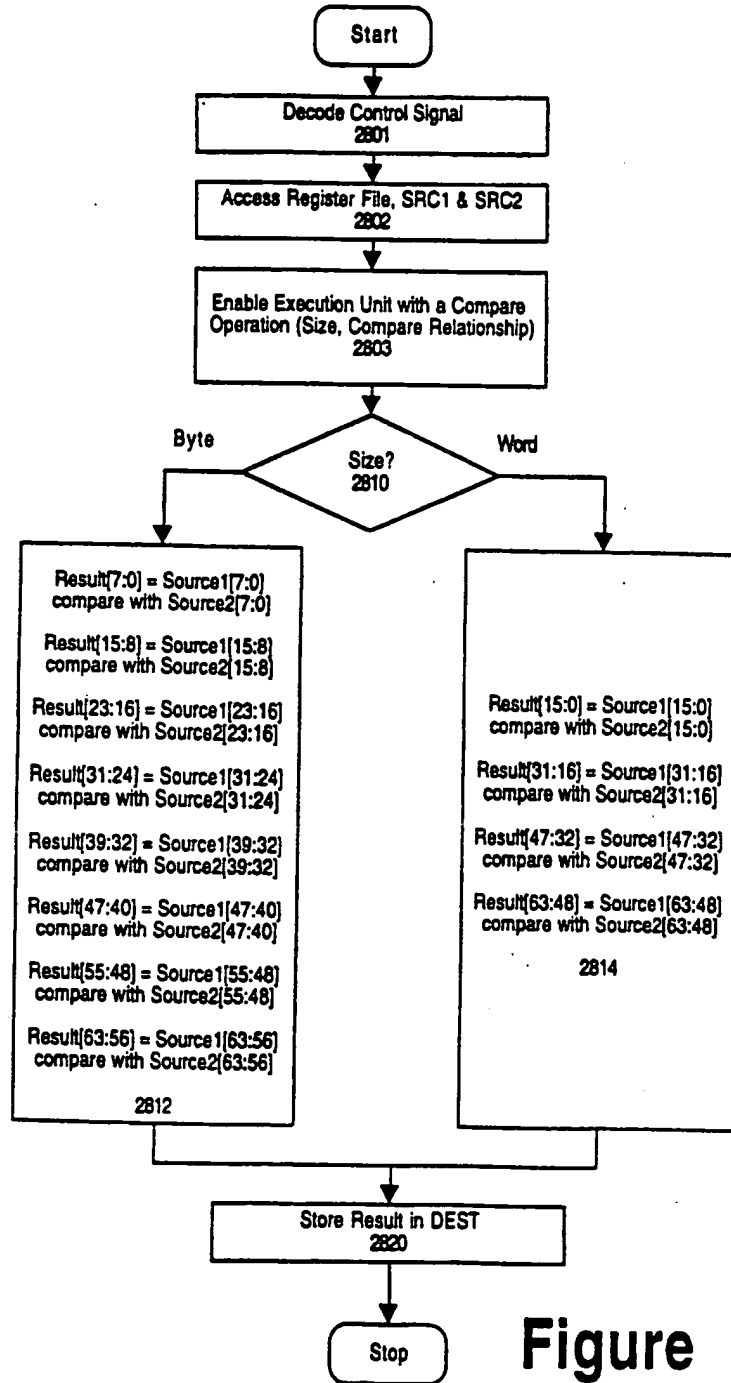 Start
Decode Control Signal
2801
Access Register File, SRC1 & SRC2
2802
Enable Execution Unit with a Compare
Operation (Size, Compare Relationship)
2803
Byte
Size?
2810
Word
Result[7:0] = Source1[7:0]
compare with Source2[7:0]
Result[15:8] = Source1[15:8]
compare with Source2[15:8]
Result[23:16] = Source1[23:16]
compare with Source2[23:16]
Result[31:24] = Source1[31:24]
compare with Source2[31:24]
Result[39:32] = Source1[39:32]
compare with Source2[39:32]
Result[47:40] = Source1[47:40]
compare with Source2[47:40]
Result[55:48] = Source1[55:48]
compare with Source2[55:48]
Result[63:56] = Source1[63:56]
compare with Source2[63:56]
2812
Result[15:0] = Source1[15:0]
compare with Source2[15:0]
Result[31:16] = Source1[31:16]
compare with Source2[31:16]
Result[47:32] = Source1[47:32]
compare with Source2[47:32]
Result[63:48] = Source1[63:48]
compare with Source2[63:48]
2814
Store Result in DEST
2820
Stop
Figure